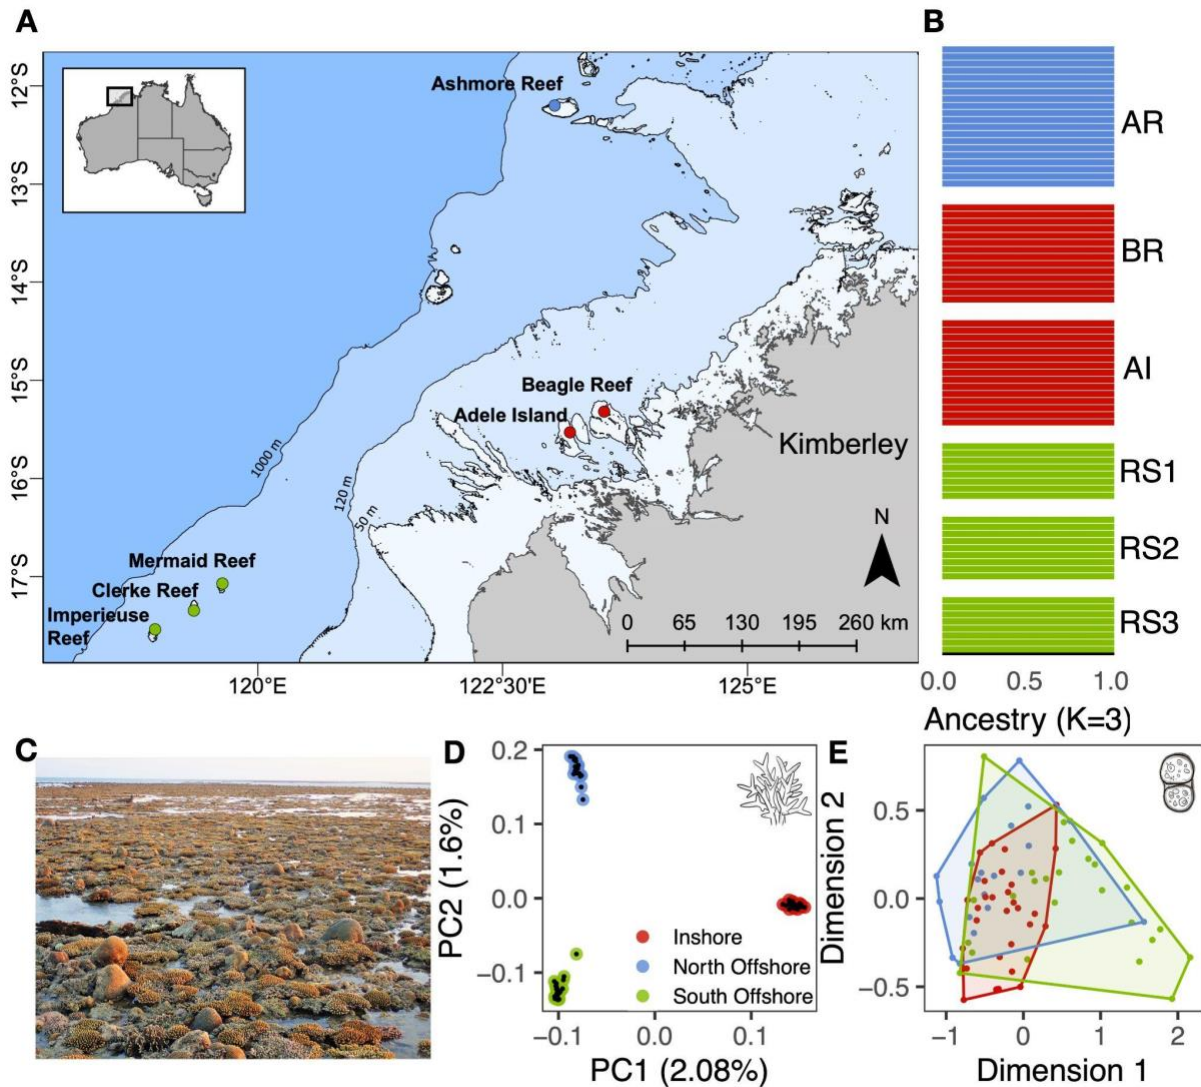 A
12°S
13°S
14°S
15°S
16°S
17°S
Ashmore Reef
Beagle Reef
Adele Island
Kimberley
1000 m
120 m
50 m
Mermaid Reef
Clerke Reef
Imperieuse
Reef
N
0 65 130 195 260 km
120°E 122°30'E 125°E
B
AR
BR
AI
RS1
RS2
RS3
0.0 0.5 1.0
Ancestry (K=3)
C
D
PC2 (1.6%)
0.2
0.1
0.0
−0.1
Inshore
North Offshore
South Offshore
−0.1 0.0 0.1
PC1 (2.08%)
E
Dimension 2
0.5
0.0
−0.5
−1 0 1 2
Dimension 1